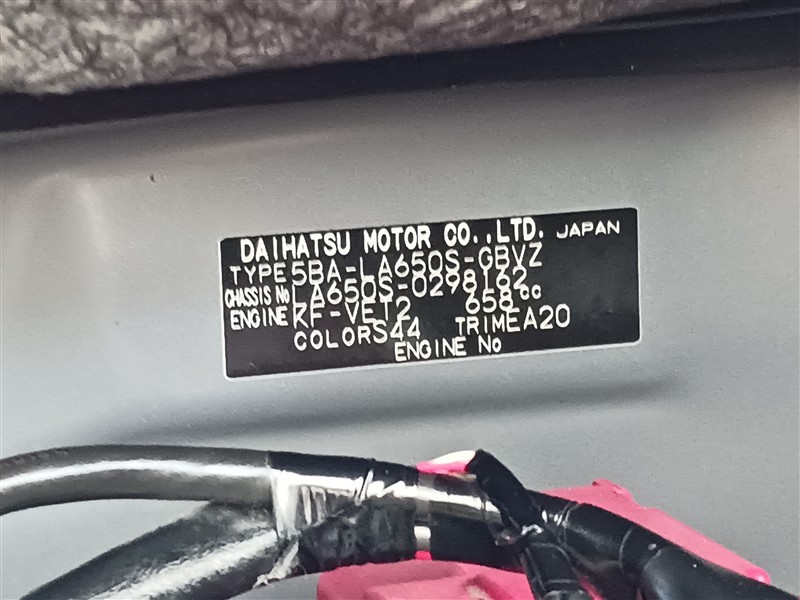 DAIHATSU MOTOR CO.,LTD. JAPAN
TYPE 5BA-LA650S-GBVZ
CHASSIS No LA650S-0298162
ENGINE KF-VET2 658cc
COLOR S44 TRIM EA20
ENGINE No